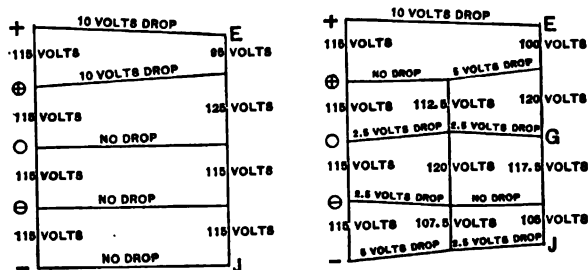 + 10 VOLTS DROP E
115 VOLTS 95 VOLTS
⊕ 10 VOLTS DROP
115 VOLTS 125 VOLTS
O NO DROP
115 VOLTS 115 VOLTS
⊖ NO DROP
115 VOLTS 115 VOLTS
− NO DROP J
+ 10 VOLTS DROP E
115 VOLTS 100 VOLTS
⊕ NO DROP 5 VOLTS DROP
115 VOLTS 112.5 VOLTS 120 VOLTS
O 2.5 VOLTS DROP 2.5 VOLTS DROP G
115 VOLTS 120 VOLTS 117.5 VOLTS
⊖ 2.5 VOLTS DROP NO DROP
115 VOLTS 107.5 VOLTS 105 VOLTS
− 5 VOLTS DROP 2.5 VOLTS DROP J